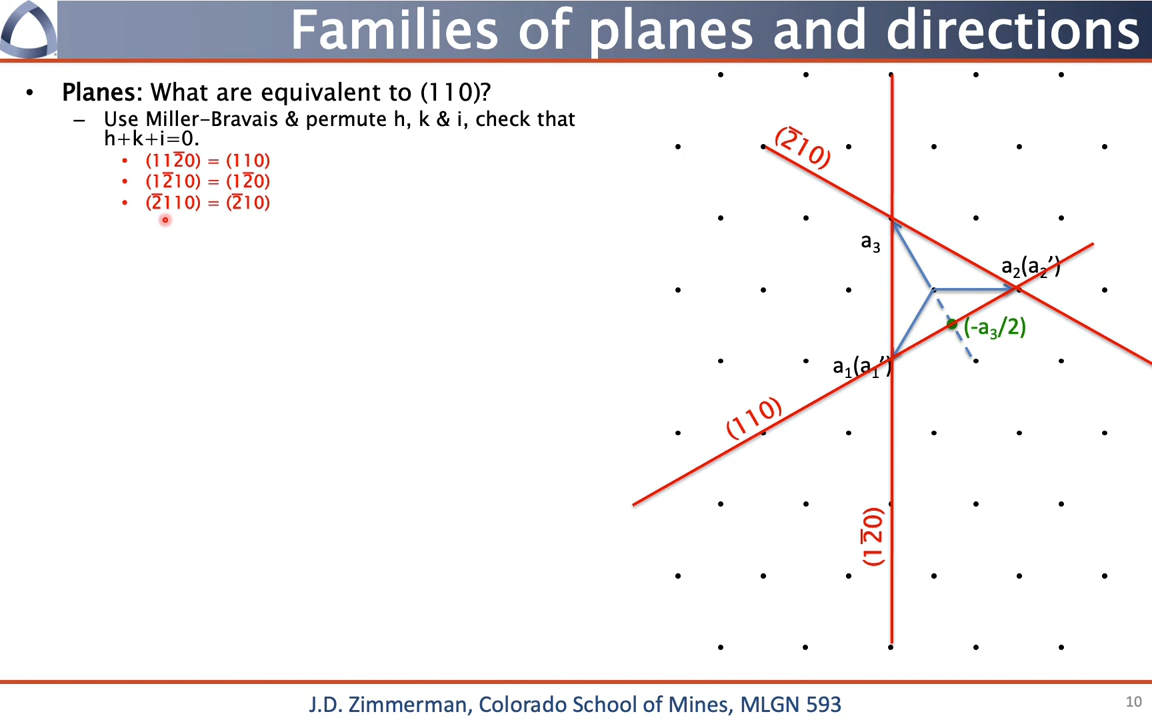 Families of planes and directions
• Planes: What are equivalent to (110)?
– Use Miller-Bravais & permute h, k & i, check that
h+k+i=0.
• (112̅0) = (110)
• (12̅10) = (12̅0)
• (2̅110) = (2̅10)
(2̅10)
a₃
a₂(a₂’)
(-a₃/2)
a₁(a₁’)
(110)
(12̅0)
J.D. Zimmerman, Colorado School of Mines, MLGN 593
10